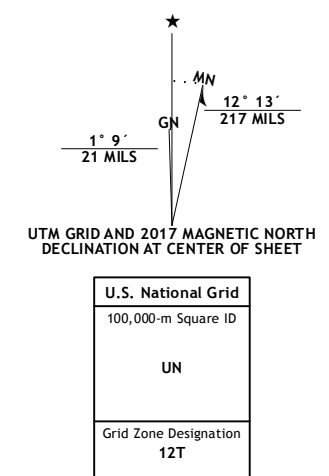 ★
MN
GN
12° 13´
217 MILS
1° 9´
21 MILS
UTM GRID AND 2017 MAGNETIC NORTH
DECLINATION AT CENTER OF SHEET
U.S. National Grid
100,000-m Square ID
UN
Grid Zone Designation
12T